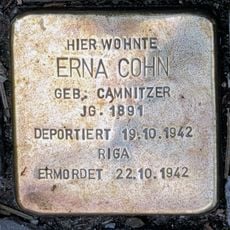 HIER WOHNTE
ERNA COHN
GEB. CAMNITZER
JG. 1891
DEPORTIERT 19.10.1942
RIGA
ERMORDET 22.10.1942